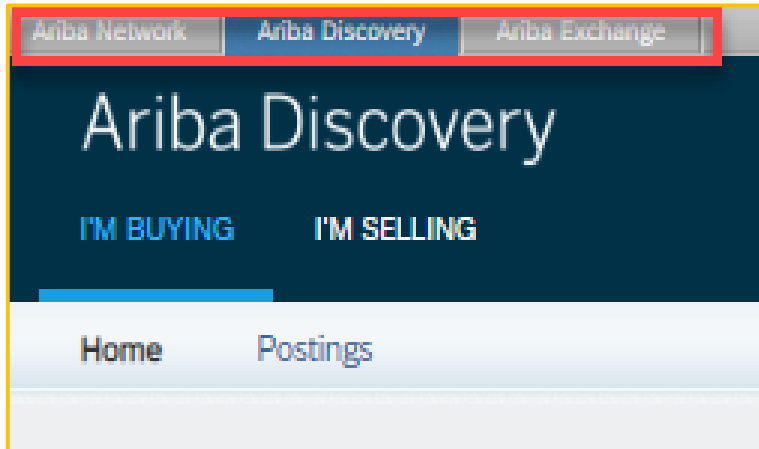 Ariba Network Ariba Discovery Ariba Exchange
Ariba Discovery
I'M BUYING I'M SELLING
Home Postings